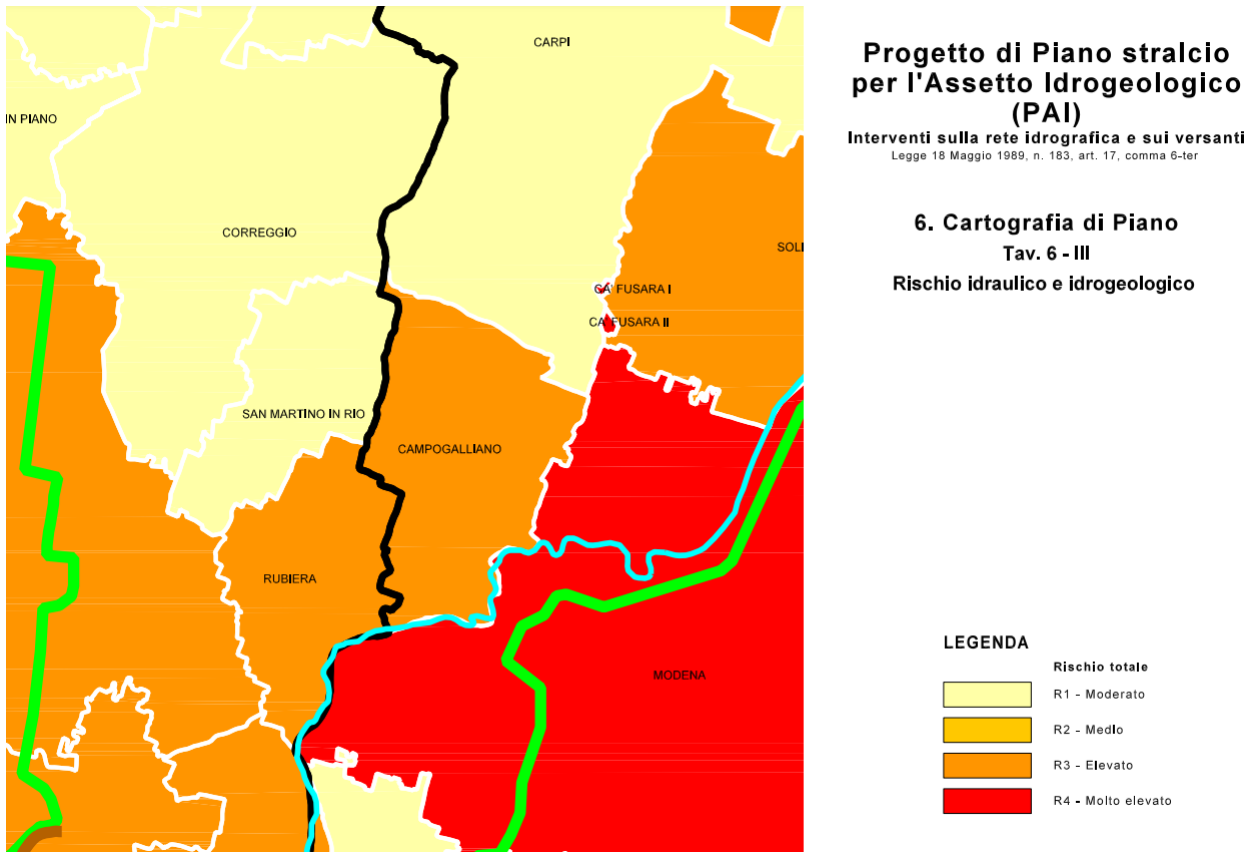 CARPI
IN PIANO
CORREGGIO
SOLI
CA' FUSARA I
CA' FUSARA II
SAN MARTINO IN RIO
CAMPOGALLIANO
RUBIERA
MODENA
Progetto di Piano stralcio
per l'Assetto Idrogeologico
(PAI)
Interventi sulla rete idrografica e sui versanti
Legge 18 Maggio 1989, n. 183, art. 17, comma 6-ter
6. Cartografia di Piano
Tav. 6 - III
Rischio idraulico e idrogeologico
LEGENDA
Rischio totale
R1 - Moderato
R2 - Medio
R3 - Elevato
R4 - Molto elevato